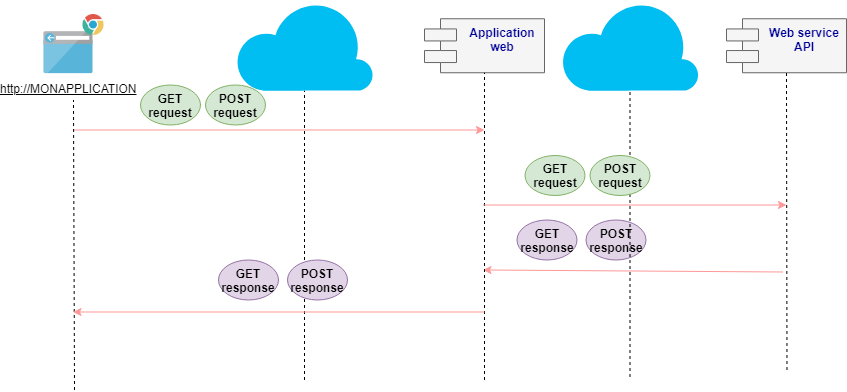 Application
web
Web service
API
http://MONAPPLICATION
GET
request
POST
request
GET
request
POST
request
GET
response
POST
response
GET
response
POST
response